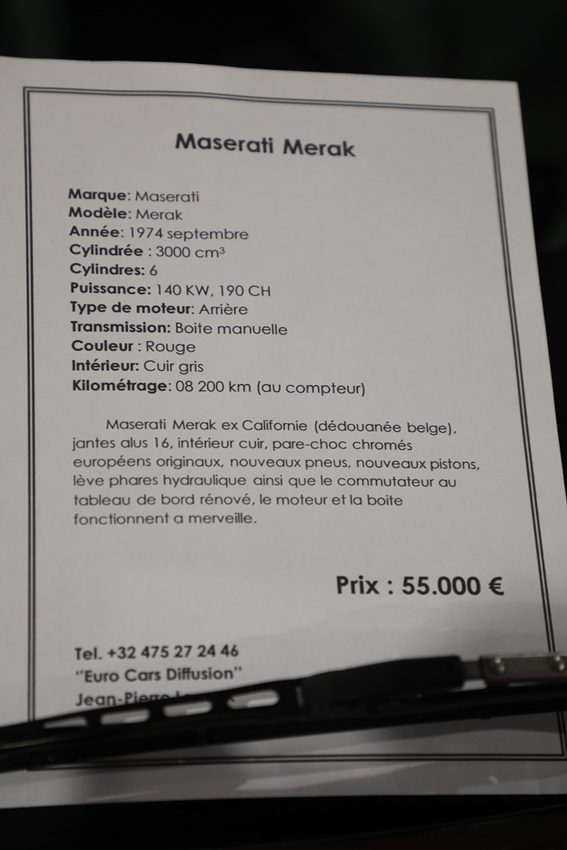 Maserati Merak
Marque: Maserati
Modèle: Merak
Année: 1974 septembre
Cylindrée : 3000 cm³
Cylindres: 6
Puissance: 140 KW, 190 CH
Type de moteur: Arrière
Transmission: Boite manuelle
Couleur : Rouge
Intérieur: Cuir gris
Kilométrage: 08 200 km (au compteur)
Maserati Merak ex Californie (dédouanée belge),
jantes alus 16, intérieur cuir, pare-choc chromés
européens originaux, nouveaux pneus, nouveaux pistons,
lève phares hydraulique ainsi que le commutateur au
tableau de bord rénové, le moteur et la boite
fonctionnent a merveille.
Prix : 55.000 €
Tel. +32 475 27 24 46
"Euro Cars Diffusion"
Jean-Pierre